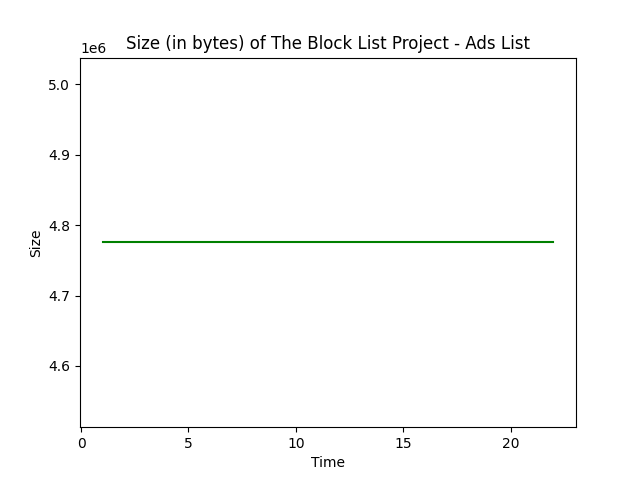 Size (in bytes) of The Block List Project - Ads List
1e6
5.0
4.9
4.8
4.7
4.6
Size
0 5 10 15 20
Time